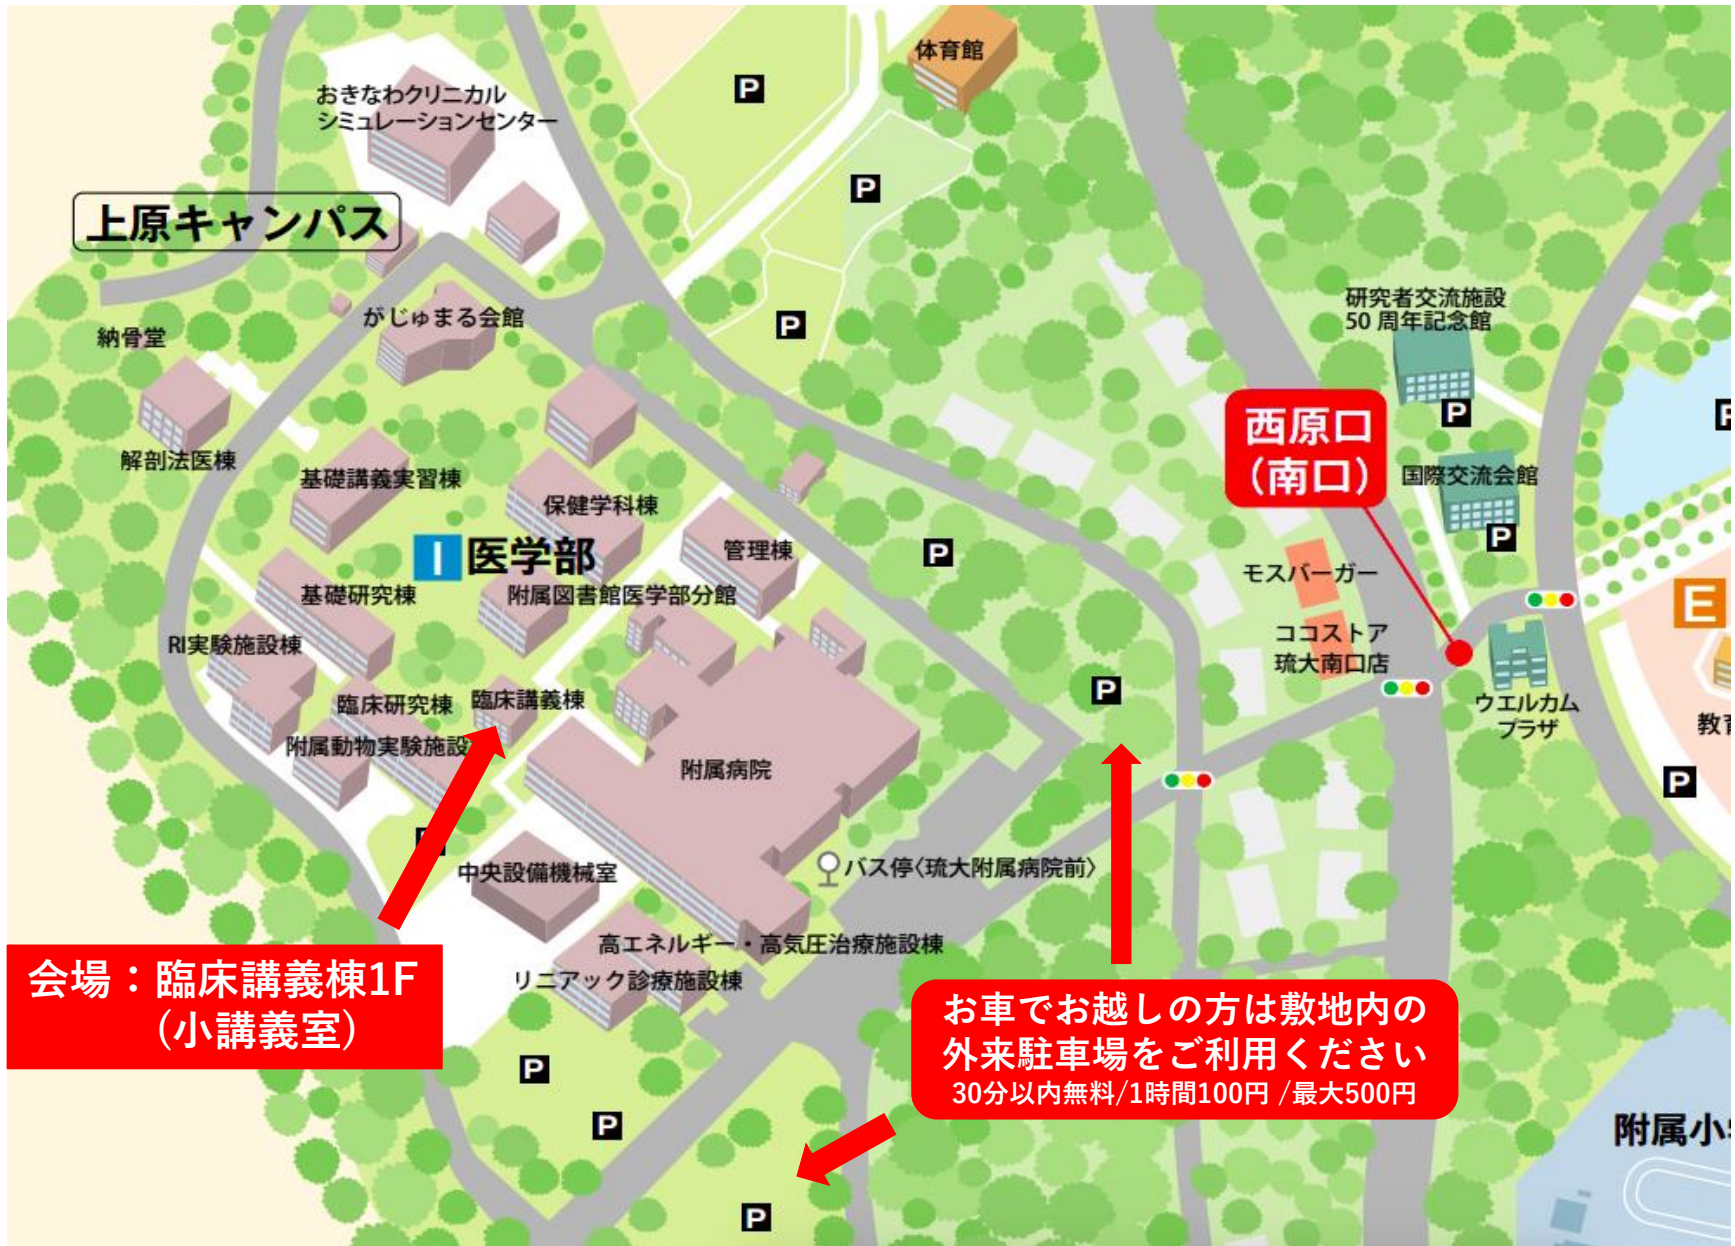 体育館
P
おきなわクリニカル
シミュレーションセンター
P
上原キャンパス
研究者交流施設
50 周年記念館
がじゅまる会館
P
納骨堂
西原口
(南口)
P
解剖法医棟
基礎講義実習棟
国際交流会館
保健学科棟
P
I 医学部
管理棟
P
モスバーガー
基礎研究棟
附属図書館医学部分館
E
RI実験施設棟
ココストア
琉大南口店
臨床研究棟
臨床講義棟
P
ウエルカム
プラザ
附属動物実験施設
附属病院
P
中央設備機械室
バス停〈琉大附属病院前〉
高エネルギー・高気圧治療施設棟
リニアック診療施設棟
会場：臨床講義棟1F
(小講義室)
お車でお越しの方は敷地内の
外来駐車場をご利用ください
30分以内無料/1時間100円 /最大500円
P
P
P
附属小